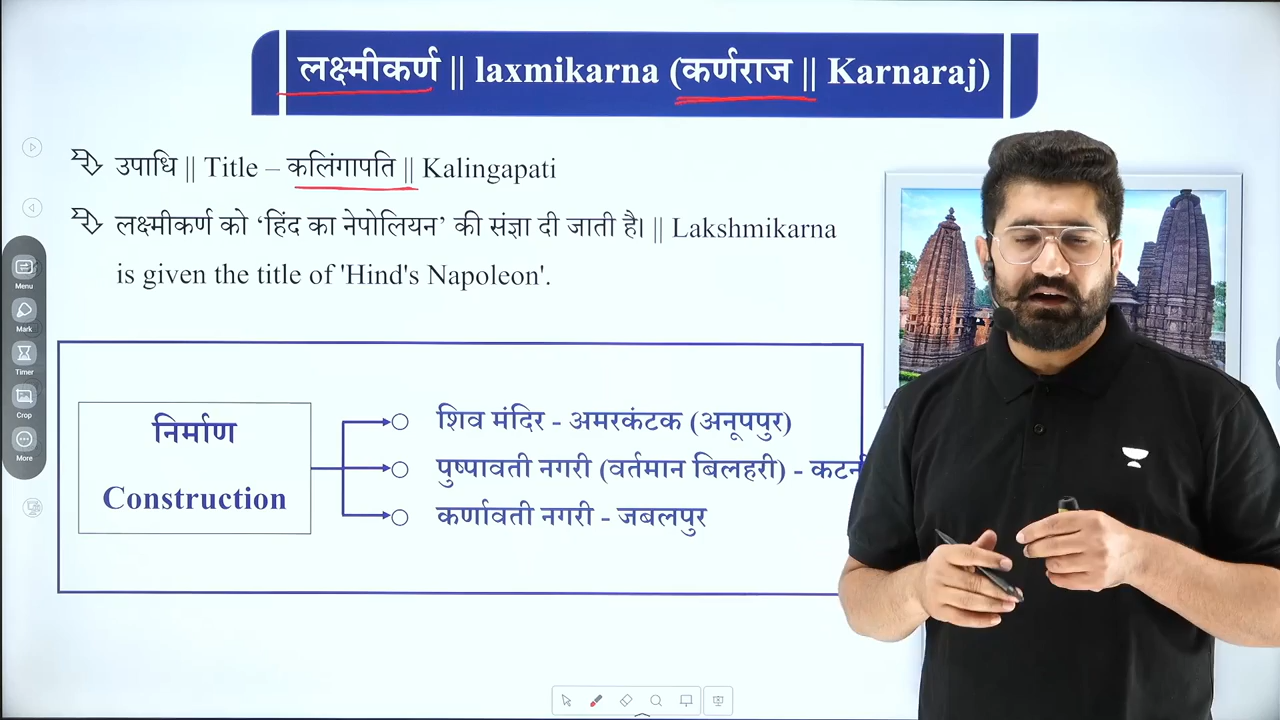 लक्ष्मीकर्ण || laxmikarna (कर्णराज || Karnaraj)
उपाधि || Title – कलिंगापति || Kalingapati
लक्ष्मीकर्ण को ‘हिंद का नेपोलियन’ की संज्ञा दी जाती है। || Lakshmikarna
is given the title of 'Hind's Napoleon'.
Menu
Mark
Timer
Crop
More
निर्माण
Construction
शिव मंदिर - अमरकंटक (अनूपपुर)
पुष्पावती नगरी (वर्तमान बिलहरी) - कटनी
कर्णावती नगरी - जबलपुर